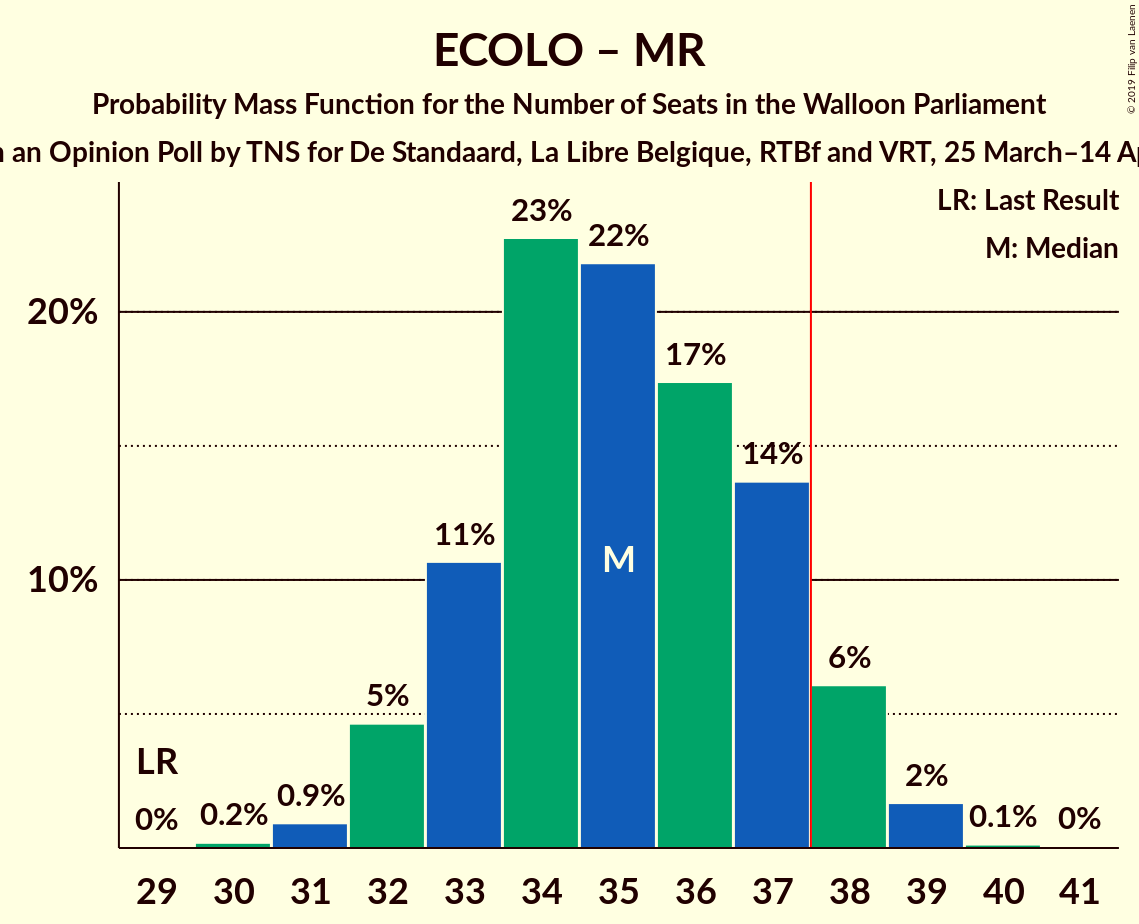 ECOLO – MR
Probability Mass Function for the Number of Seats in the Walloon Parliament
an Opinion Poll by TNS for De Standaard, La Libre Belgique, RTBf and VRT, 25 March–14
© 2019 Filip van Laenen
LR: Last Result
M: Median
23%
22%
20%
17%
14%
11%
M
10%
6%
5%
LR
2%
0.9%
0% 0.2% 0.1% 0%
29 30 31 32 33 34 35 36 37 38 39 40 41